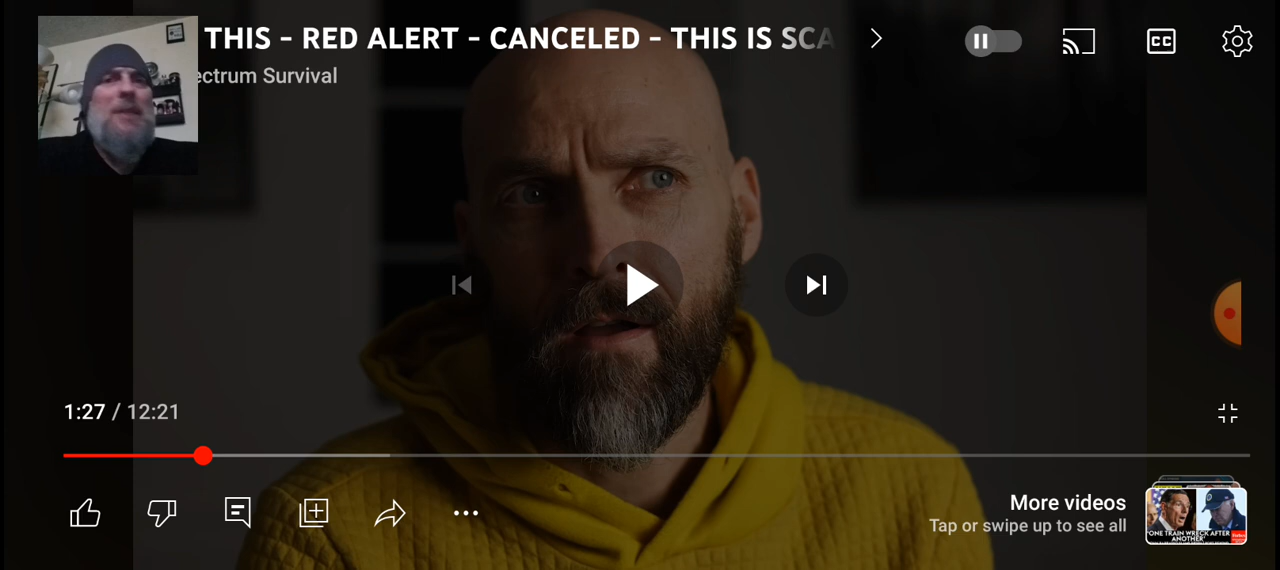 THIS - RED ALERT - CANCELED - THIS IS SCA
ectrum Survival
CC
1:27 / 12:21
More videos
Tap or swipe up to see all
"ONE TRAIN WRECK AFTER
ANOTHER"